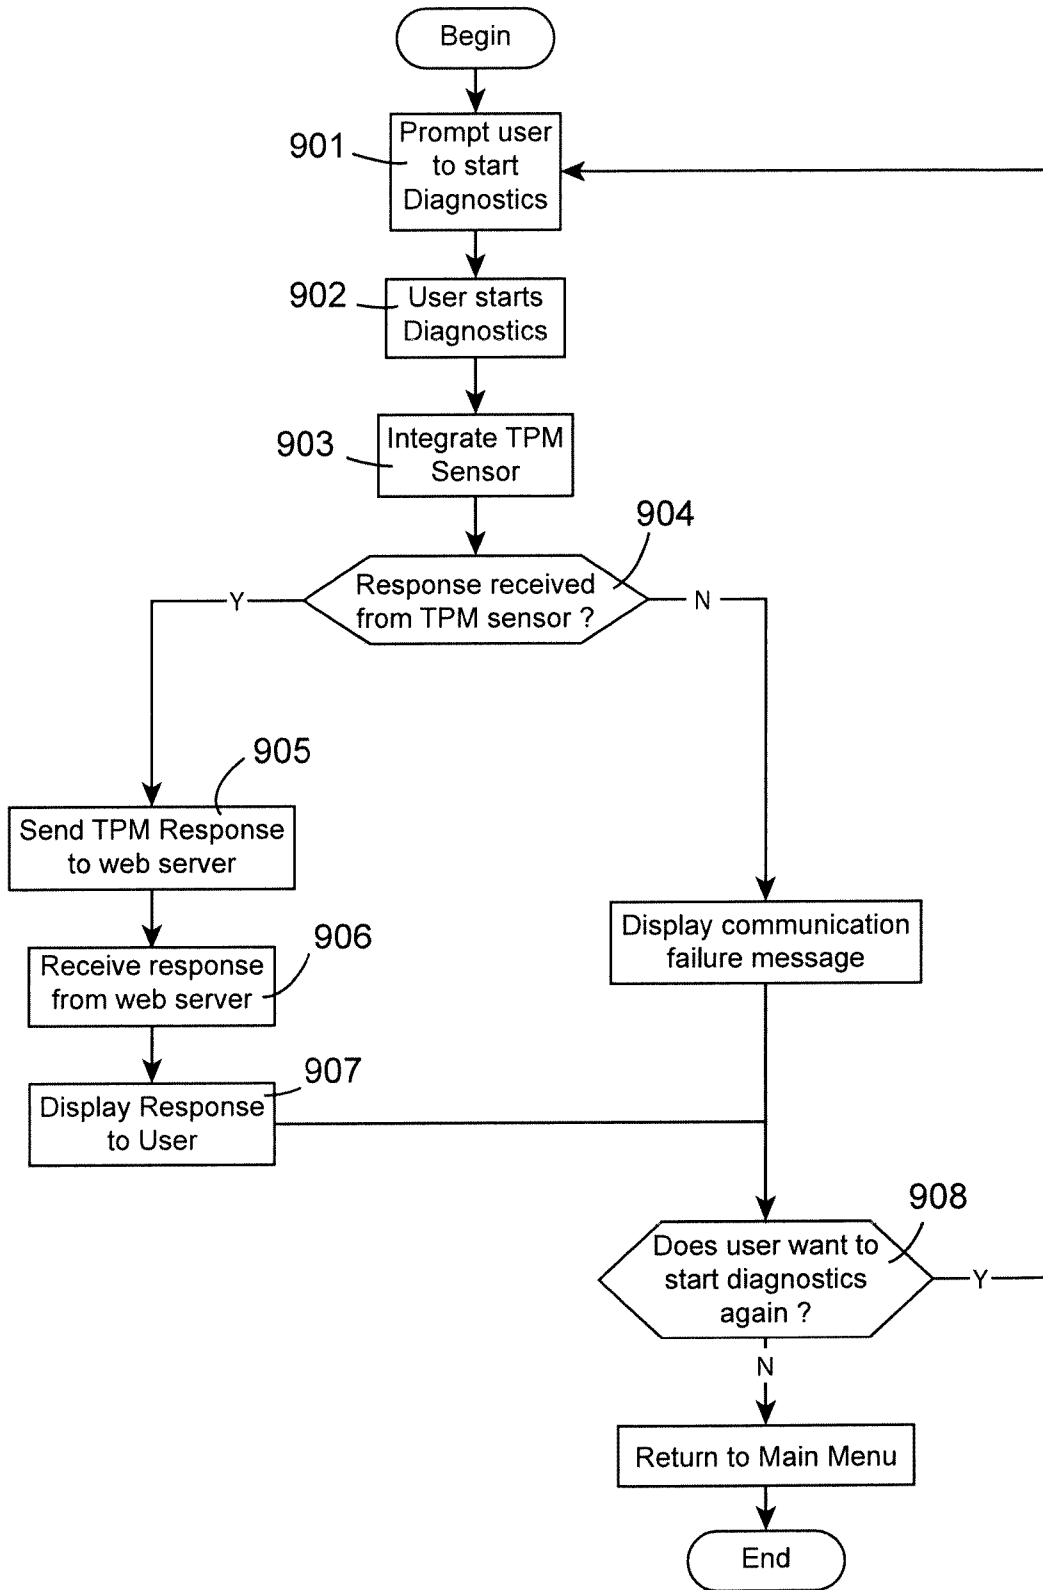 Begin
901
Prompt user
to start
Diagnostics
902
User starts
Diagnostics
903
Integrate TPM
Sensor
904
Response received
from TPM sensor ?
Y
N
905
Send TPM Response
to web server
906
Receive response
from web server
Display communication
failure message
907
Display Response
to User
908
Does user want to
start diagnostics
again ?
Y
N
Return to Main Menu
End